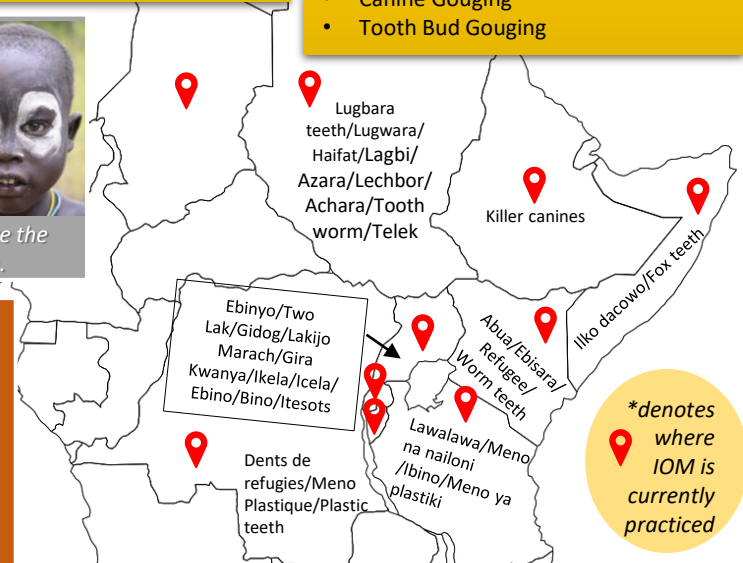 Canine Gouging
• Tooth Bud Gouging
e the
.
Lugbara
teeth/Lugwara/
Haifat/Lagbi/
Azara/Lechbor/
Achara/Tooth
worm/Telek
Killer canines
Ilko dacowo/Fox teeth
Ebinyo/Two
Lak/Gidog/Lakijo
Marach/Gira
Kwanya/Ikela/Icela/
Ebino/Bino/Itesots
Abua/Ebisara/
Refugee/
Worm teeth
Lawalawa/Meno
na nailoni
/Ibino/Meno ya
plastiki
Dents de
refugies/Meno
Plastique/Plastic
teeth
*denotes
where
IOM is
currently
practiced